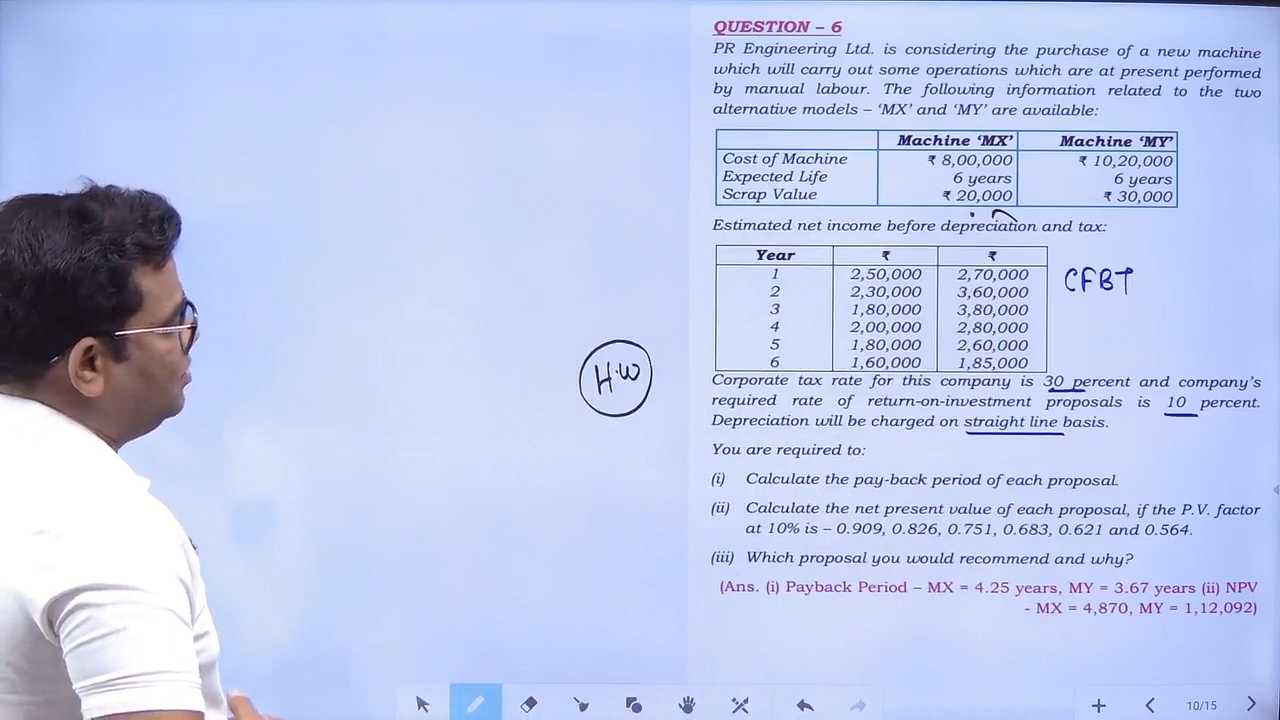 QUESTION – 6
PR Engineering Ltd. is considering the purchase of a new machine
which will carry out some operations which are at present performed
by manual labour. The following information related to the two
alternative models – ‘MX’ and ‘MY’ are available:
Machine ‘MX’ Machine ‘MY’
Cost of Machine ₹ 8,00,000 ₹ 10,20,000
Expected Life 6 years 6 years
Scrap Value ₹ 20,000 ₹ 30,000
Estimated net income before depreciation and tax:
Year ₹ ₹
1 2,50,000 2,70,000
CFBT
2 2,30,000 3,60,000
3 1,80,000 3,80,000
4 2,00,000 2,80,000
5 1,80,000 2,60,000
6 1,60,000 1,85,000
H.W
Corporate tax rate for this company is 30 percent and company’s
required rate of return-on-investment proposals is 10 percent.
Depreciation will be charged on straight line basis.
You are required to:
(i) Calculate the pay-back period of each proposal.
(ii) Calculate the net present value of each proposal, if the P.V. factor
at 10% is – 0.909, 0.826, 0.751, 0.683, 0.621 and 0.564.
(iii) Which proposal you would recommend and why?
(Ans. (i) Payback Period – MX = 4.25 years, MY = 3.67 years (ii) NPV
- MX = 4,870, MY = 1,12,092)
10/15